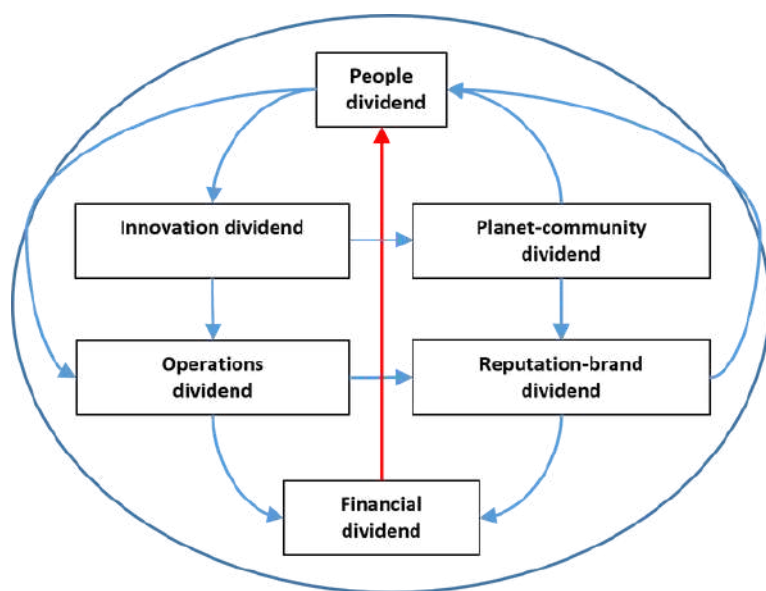 People
dividend
Innovation dividend
Planet-community
dividend
Operations
dividend
Reputation-brand
dividend
Financial
dividend